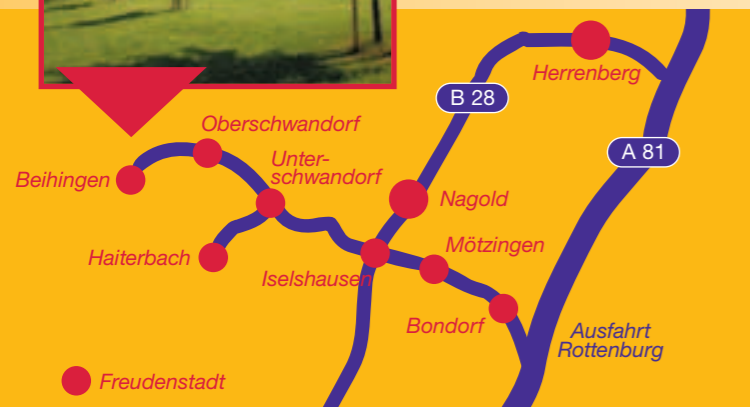 Herrenberg
B 28
Oberschwandorf
A 81
Unter-
schwandorf
Beihingen
Nagold
Mötzingen
Haiterbach
Iselshausen
Bondorf
Ausfahrt
Rottenburg
Freudenstadt